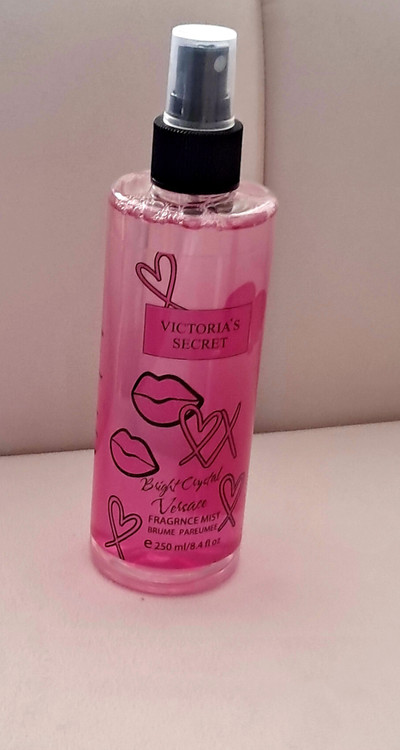 VICTORIA'S
SECRET
Bright Crystal
Versace
FRAGRNCE MIST
BRUME PARFUMEE
e 250 ml/8.4 fl oz